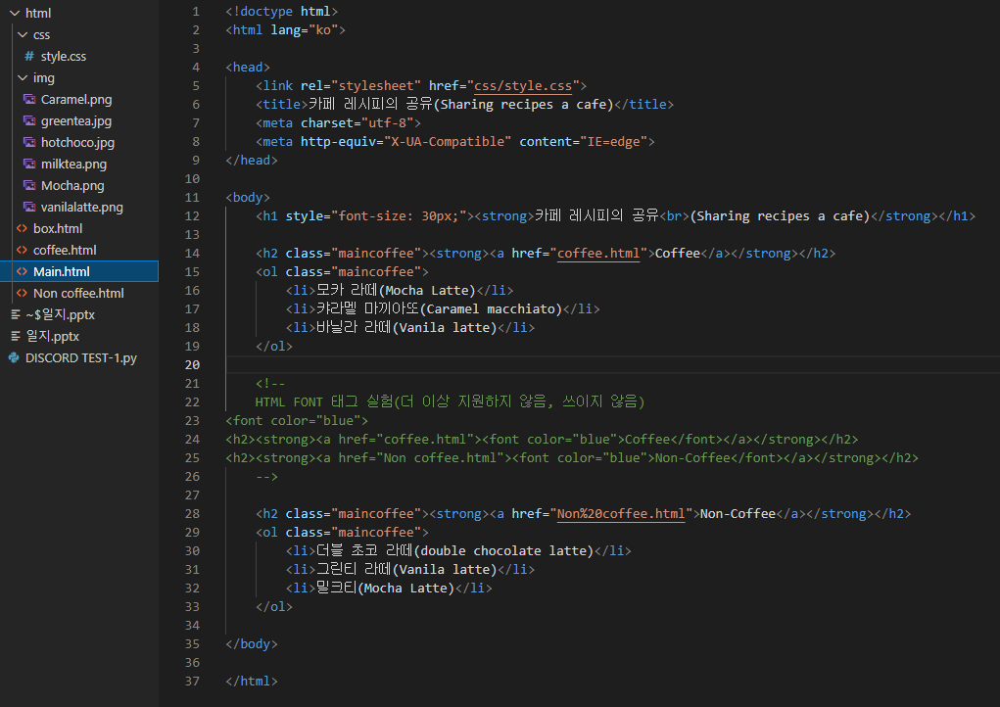 html
css
# style.css
img
Caramel.png
greentea.jpg
hotchoco.jpg
milktea.png
Mocha.png
vanilalatte.png
<> box.html
<> coffee.html
<> Main.html
<> Non coffee.html
~$일지.pptx
일지.pptx
DISCORD TEST-1.py
1 <!doctype html>
2 <html lang="ko">
3
4 <head>
5     <link rel="stylesheet" href="css/style.css">
6     <title>카페 레시피의 공유(Sharing recipes a cafe)</title>
7     <meta charset="utf-8">
8     <meta http-equiv="X-UA-Compatible" content="IE=edge">
9 </head>
10
11 <body>
12     <h1 style="font-size: 30px;"><strong>카페 레시피의 공유<br>(Sharing recipes a cafe)</strong></h1>
13
14     <h2 class="maincoffee"><strong><a href="coffee.html">Coffee</a></strong></h2>
15     <ol class="maincoffee">
16         <li>모카 라떼(Mocha Latte)</li>
17         <li>캬라멜 마끼아또(Caramel macchiato)</li>
18         <li>바닐라 라떼(Vanila latte)</li>
19     </ol>
20
21     <!--
22     HTML FONT 태그 실험(더 이상 지원하지 않음, 쓰이지 않음)
23 <font color="blue">
24 <h2><strong><a href="coffee.html"><font color="blue">Coffee</font></a></strong></h2>
25 <h2><strong><a href="Non coffee.html"><font color="blue">Non-Coffee</font></a></strong></h2>
26     -->
27
28     <h2 class="maincoffee"><strong><a href="Non%20coffee.html">Non-Coffee</a></strong></h2>
29     <ol class="maincoffee">
30         <li>더블 초코 라떼(double chocolate latte)</li>
31         <li>그린티 라떼(Vanila latte)</li>
32         <li>밀크티(Mocha Latte)</li>
33     </ol>
34
35 </body>
36
37 </html>